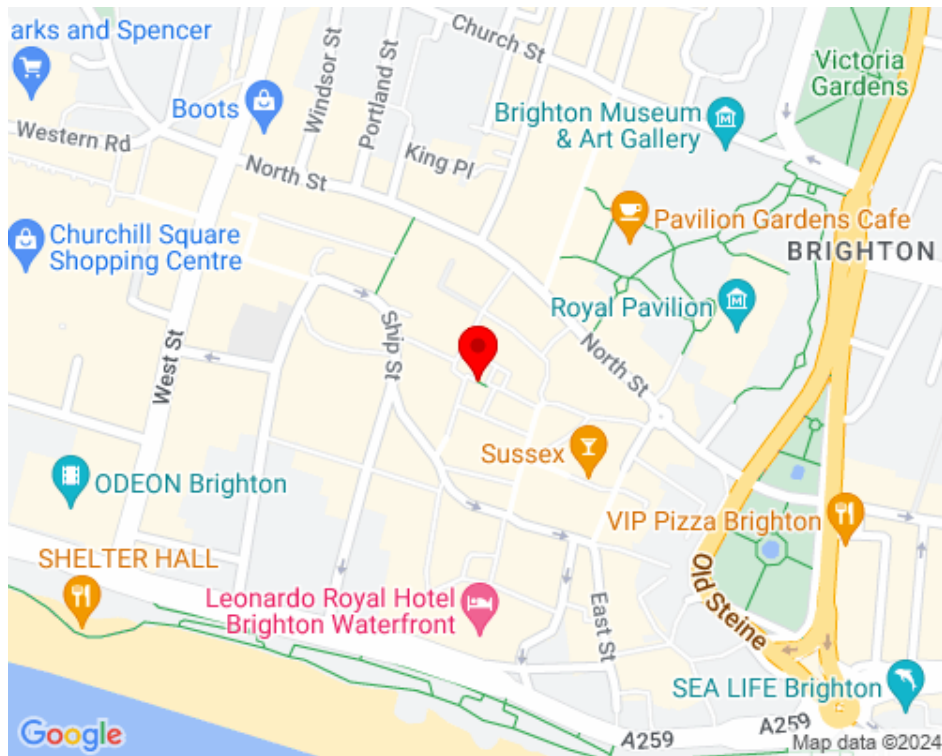 arks and Spencer
Boots
Western Rd
Windsor St
Portland St
Church St
King Pl
North St
Victoria
Gardens
Brighton Museum
& Art Gallery
Pavilion Gardens Cafe
BRIGHTON
Churchill Square
Shopping Centre
Royal Pavilion
West St
Ship St
North St
Sussex
ODEON Brighton
VIP Pizza Brighton
SHELTER HALL
Leonardo Royal Hotel
Brighton Waterfront
East St
Old Steine
SEA LIFE Brighton
A259
A259
Google
Map data ©2024